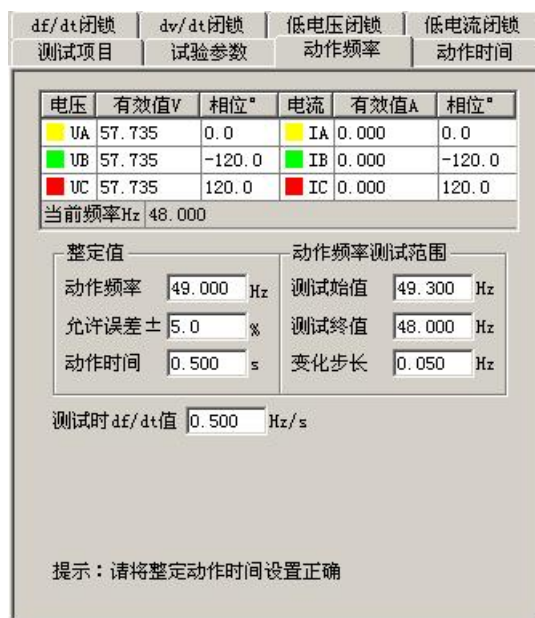 df/dt闭锁 dv/dt闭锁 低电压闭锁 低电流闭锁
测试项目 试验参数 动作频率 动作时间
电压 有效值V 相位° 电流 有效值A 相位°
UA 57.735 0.0 IA 0.000 0.0
UB 57.735 -120.0 IB 0.000 -120.0
UC 57.735 120.0 IC 0.000 120.0
当前频率Hz 48.000
整定值 动作频率测试范围
动作频率 49.000 Hz 测试始值 49.300 Hz
允许误差± 5.0 % 测试终值 48.000 Hz
动作时间 0.500 s 变化步长 0.050 Hz
测试时df/dt值 0.500 Hz/s
提示：请将整定动作时间设置正确